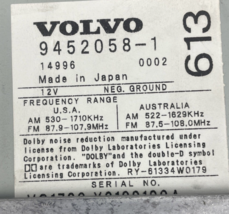 VOLVO
9452058-1
14996 0002
Made in Japan
613
12V NEG. GROUND
FREQUENCY RANGE
U.S.A. AUSTRALIA
AM 530-1710KHz AM 522-1629KHz
FM 87.9-107.9MHz FM 87.5-108.0MHz
Dolby noise reduction manufactured under
license from Dolby Laboratories Licensing
Corporation. "DOLBY" and the double-D symbol
are trademarks of Dolby Laboratories
Licensing Corporation. RY-61334W0179
SERIAL NO.